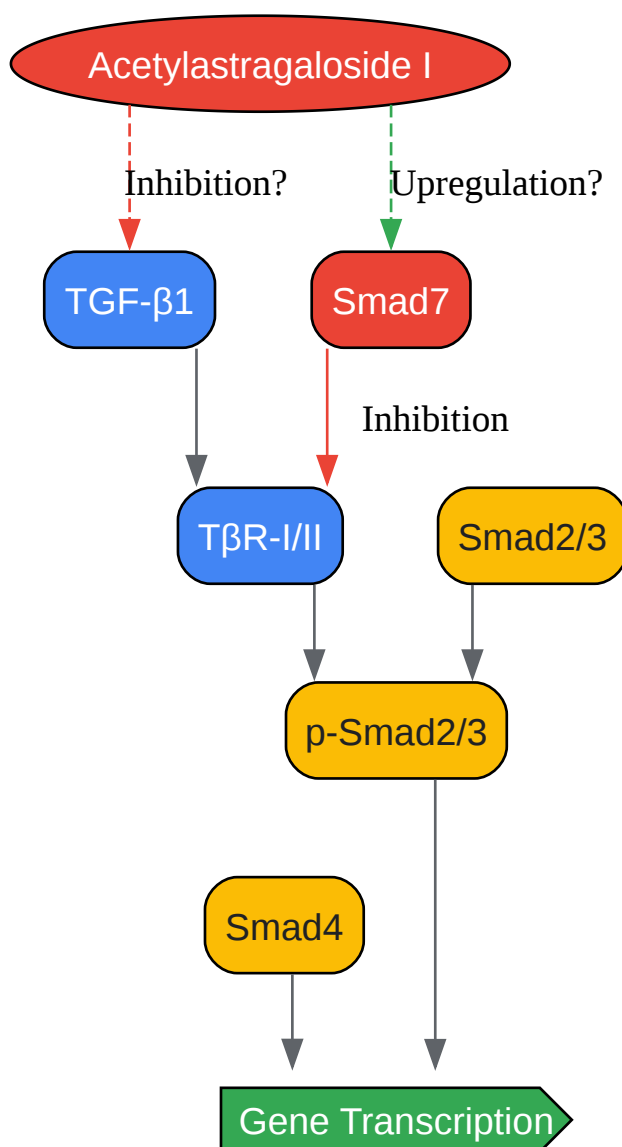 Acetylastragaloside I
Inhibition?
Upregulation?
TGF-β1
Smad7
Inhibition
TβR-I/II
Smad2/3
p-Smad2/3
Smad4
Gene Transcription